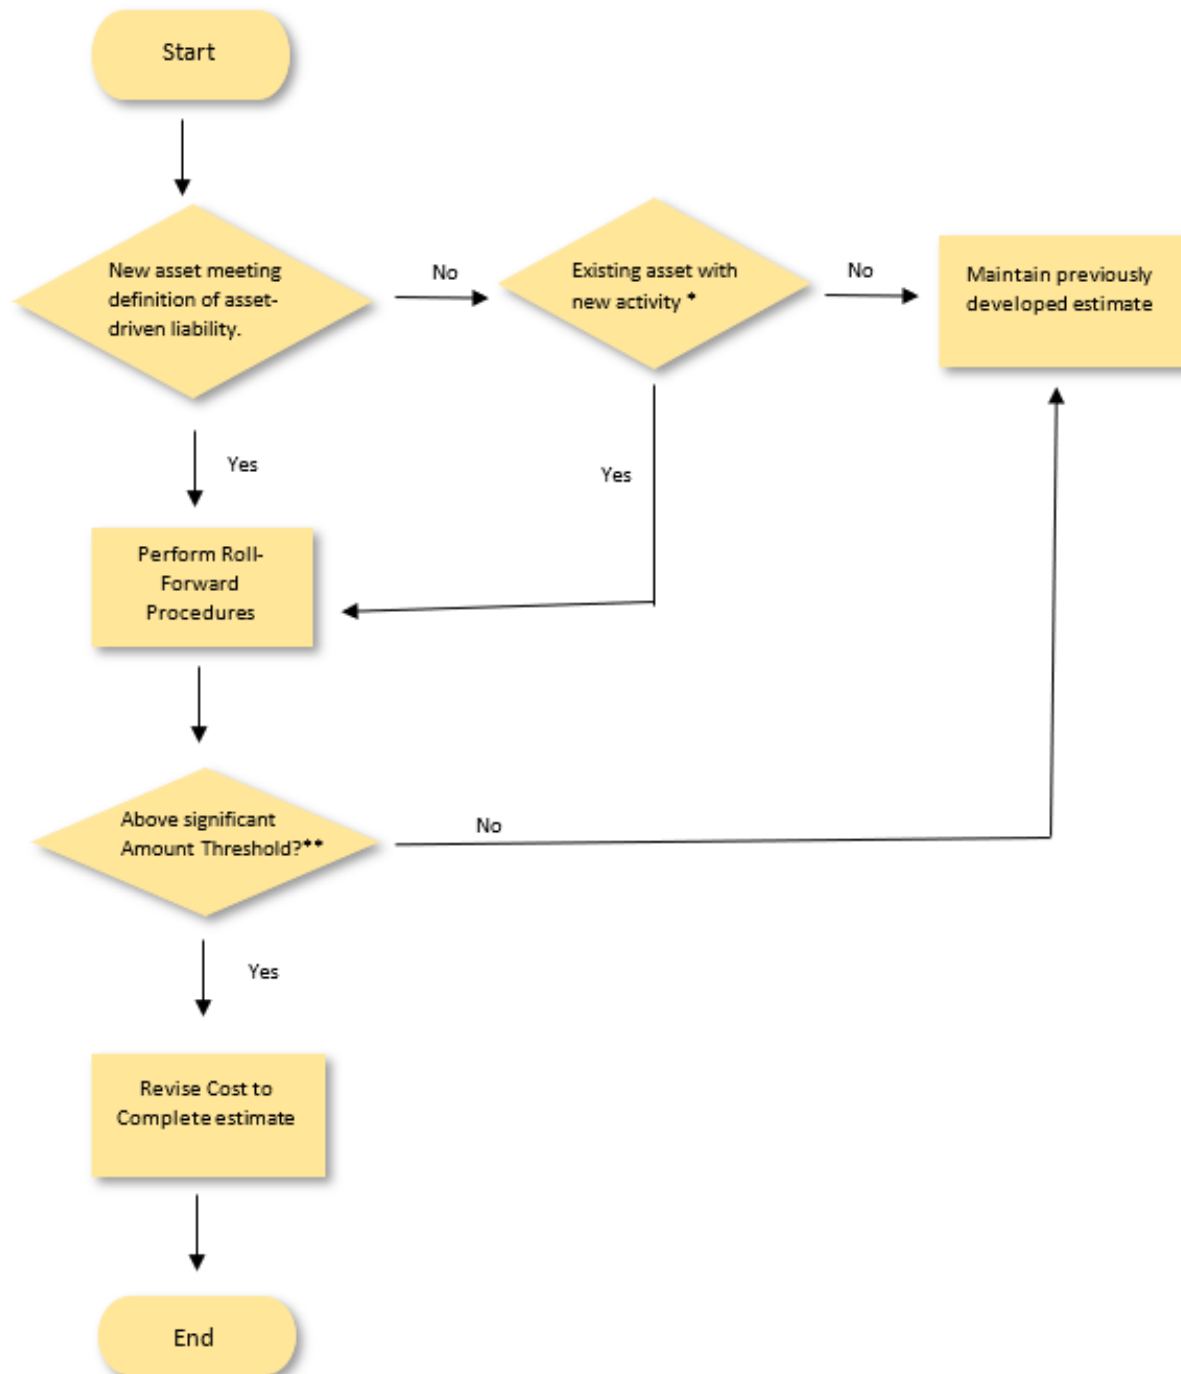 Start
New asset meeting
definition of asset-
driven liability.
No
Existing asset with
new activity *
No
Maintain previously
developed estimate
Yes
Yes
Perform Roll-
Forward
Procedures
Above significant
Amount Threshold?**
No
Yes
Revise Cost to
Complete estimate
End